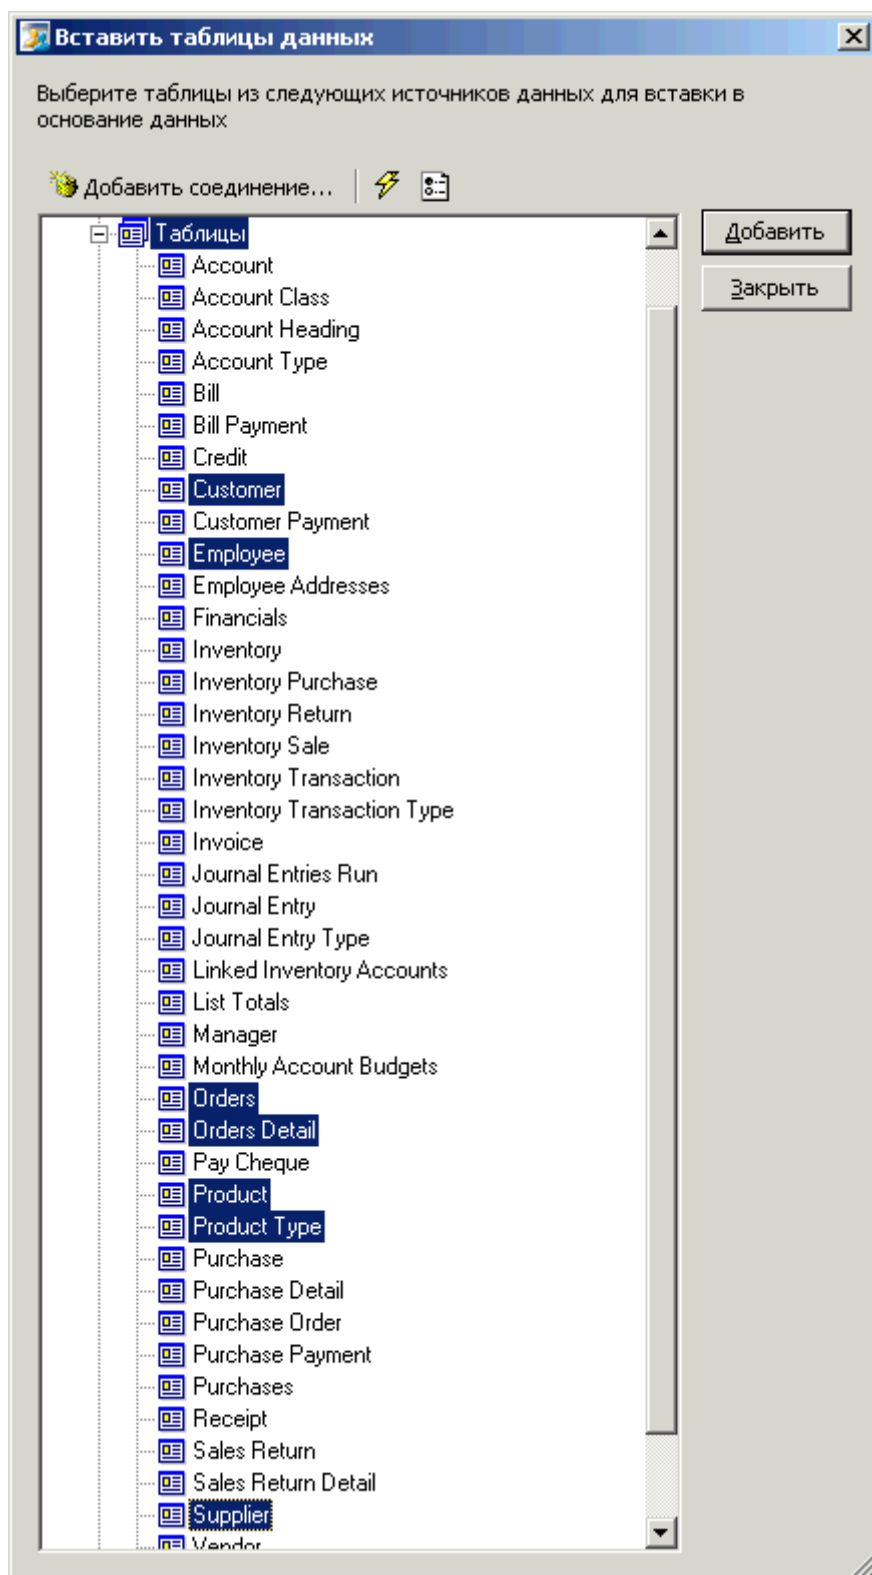 Вставить таблицы данных
Выберите таблицы из следующих источников данных для вставки в
основание данных
Добавить соединение...
Добавить
Закрыть
Таблицы
Account
Account Class
Account Heading
Account Type
Bill
Bill Payment
Credit
Customer
Customer Payment
Employee
Employee Addresses
Financials
Inventory
Inventory Purchase
Inventory Return
Inventory Sale
Inventory Transaction
Inventory Transaction Type
Invoice
Journal Entries Run
Journal Entry
Journal Entry Type
Linked Inventory Accounts
List Totals
Manager
Monthly Account Budgets
Orders
Orders Detail
Pay Cheque
Product
Product Type
Purchase
Purchase Detail
Purchase Order
Purchase Payment
Purchases
Receipt
Sales Return
Sales Return Detail
Supplier
Vendor